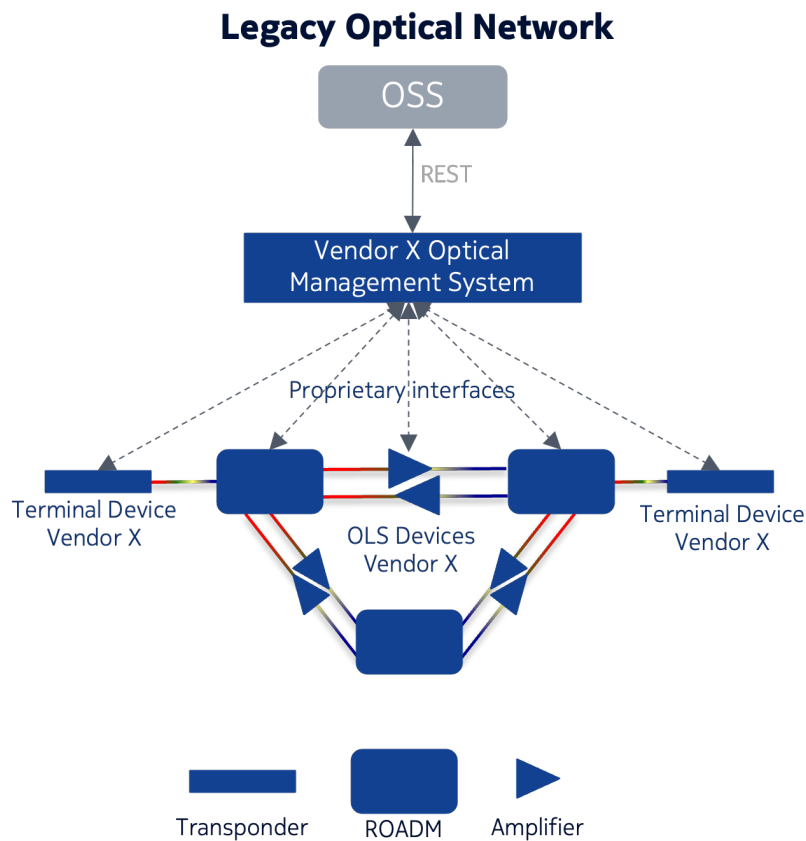 Legacy Optical Network
OSS
REST
Vendor X Optical
Management System
Proprietary interfaces
Terminal Device
Vendor X
OLS Devices
Vendor X
Terminal Device
Vendor X
Transponder
ROADM
Amplifier